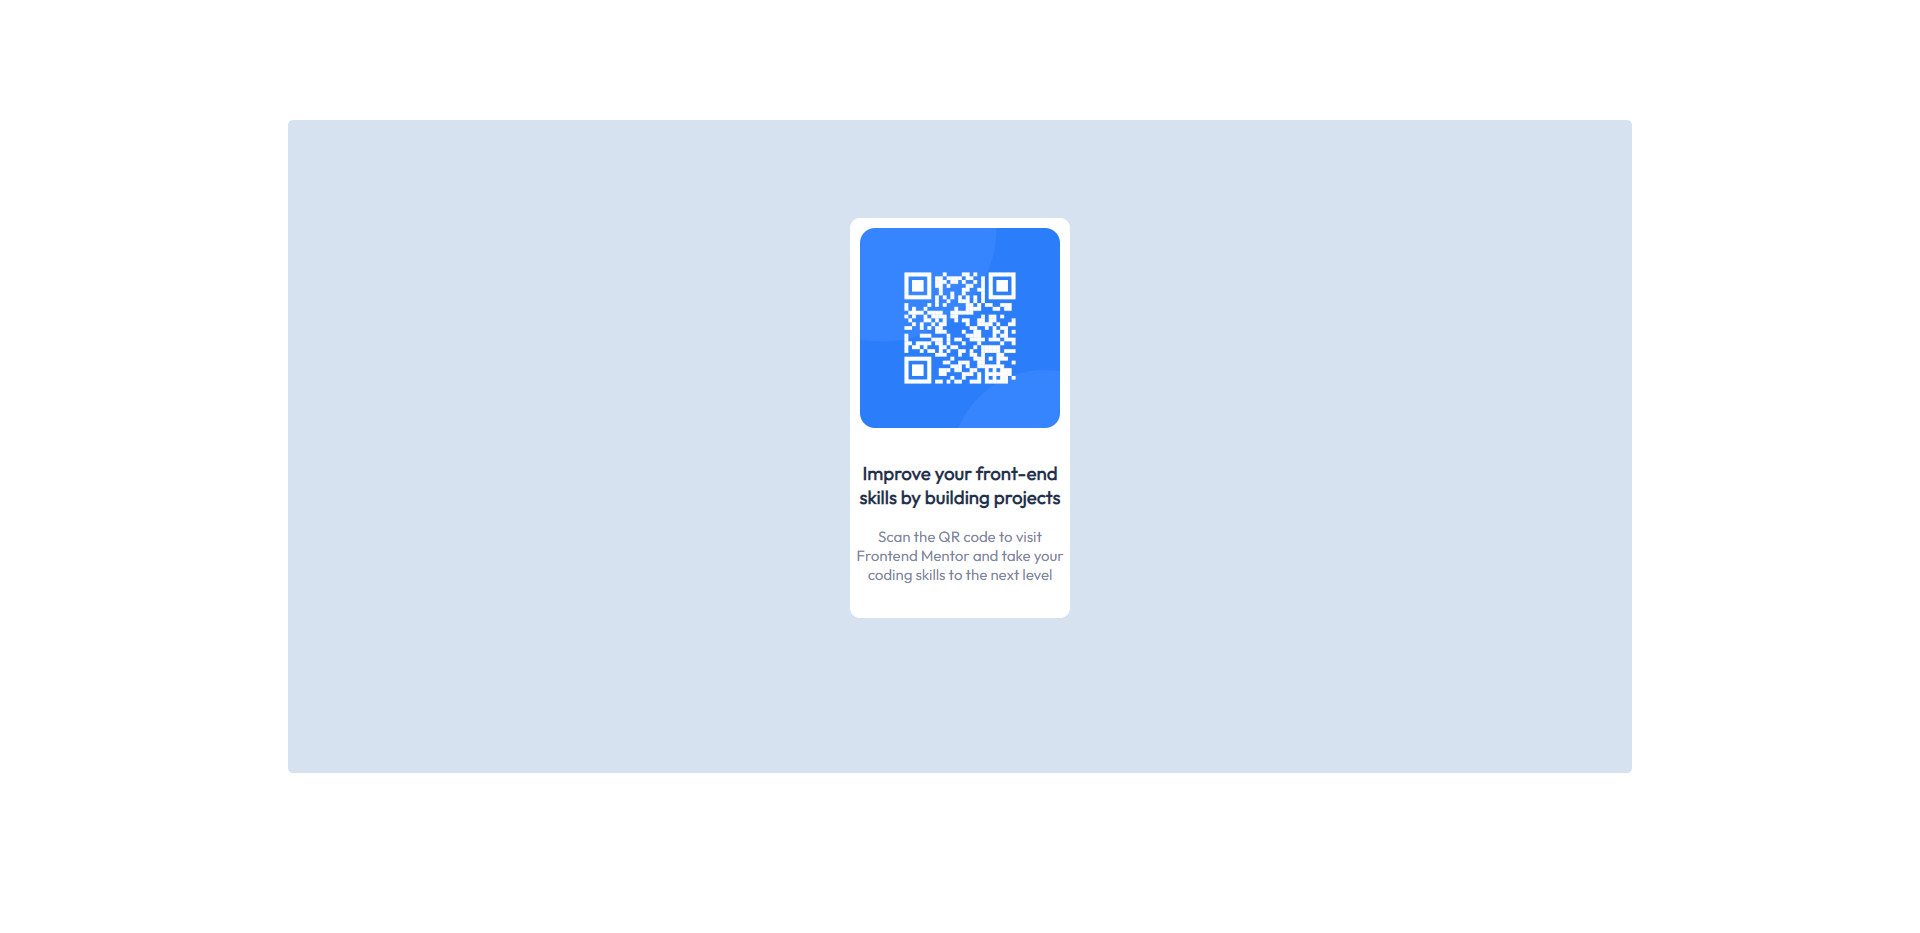 Improve your front-end
skills by building projects
Scan the QR code to visit
Frontend Mentor and take your
coding skills to the next level